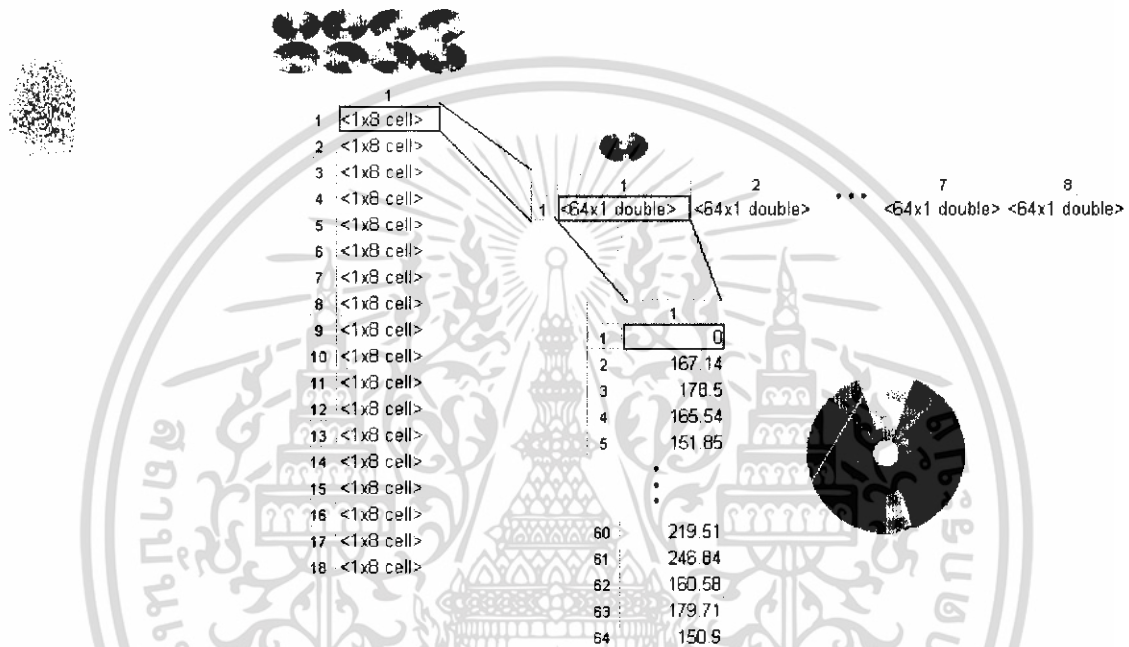 1
1 <1x8 cell>
2 <1x8 cell>
3 <1x8 cell>
4 <1x8 cell>
5 <1x8 cell>
6 <1x8 cell>
7 <1x8 cell>
8 <1x8 cell>
9 <1x8 cell>
10 <1x8 cell>
11 <1x8 cell>
12 <1x8 cell>
13 <1x8 cell>
14 <1x8 cell>
15 <1x8 cell>
16 <1x8 cell>
17 <1x8 cell>
18 <1x8 cell>
1 2 ••• 7 8
1 <64x1 double> <64x1 double> <64x1 double> <64x1 double>
1
1 0
2 167.14
3 178.5
4 165.54
5 151.85
60 219.51
61 246.84
62 160.58
63 179.71
64 150.9